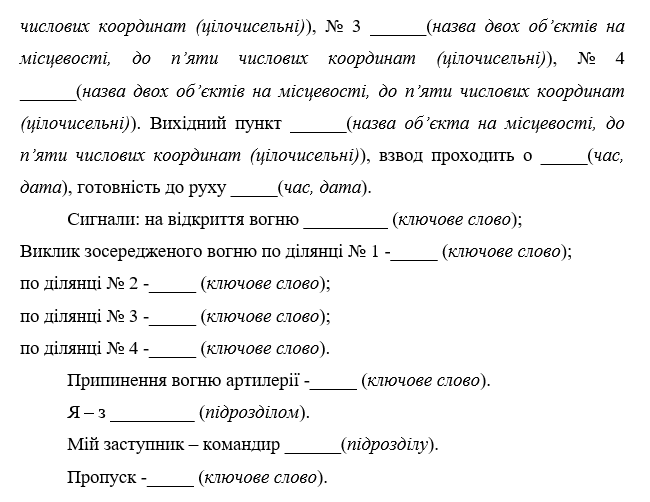 числових координат (цілочисельні)), № 3 ______(назва двох об’єктів на
місцевості, до п’яти числових координат (цілочисельні)), № 4
______(назва двох об’єктів на місцевості, до п’яти числових координат
(цілочисельні)). Вихідний пункт ______(назва об’єкта на місцевості, до
п’яти числових координат (цілочисельні)), взвод проходить о _____(час,
дата), готовність до руху _____(час, дата).
Сигнали: на відкриття вогню _________ (ключове слово);
Виклик зосередженого вогню по ділянці № 1 -_____ (ключове слово);
по ділянці № 2 -_____ (ключове слово);
по ділянці № 3 -_____ (ключове слово);
по ділянці № 4 -_____ (ключове слово).
Припинення вогню артилерії -_____ (ключове слово).
Я – з _________ (підрозділом).
Мій заступник – командир ______(підрозділу).
Пропуск -_____ (ключове слово).